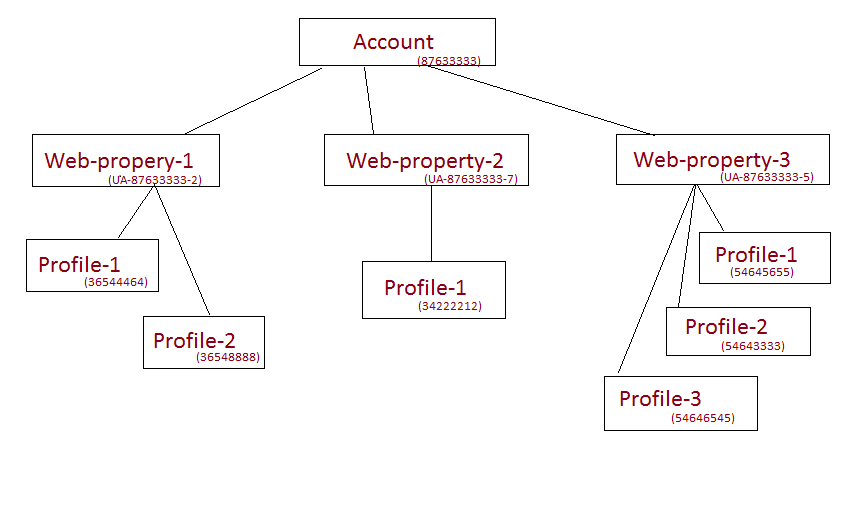 Account
(87633333)
Web-propery-1
(UA-87633333-2)
Web-property-2
(UA-87633333-7)
Web-property-3
(UA-87633333-5)
Profile-1
(36544464)
Profile-2
(36548888)
Profile-1
(34222212)
Profile-1
(54645655)
Profile-2
(54643333)
Profile-3
(54646545)